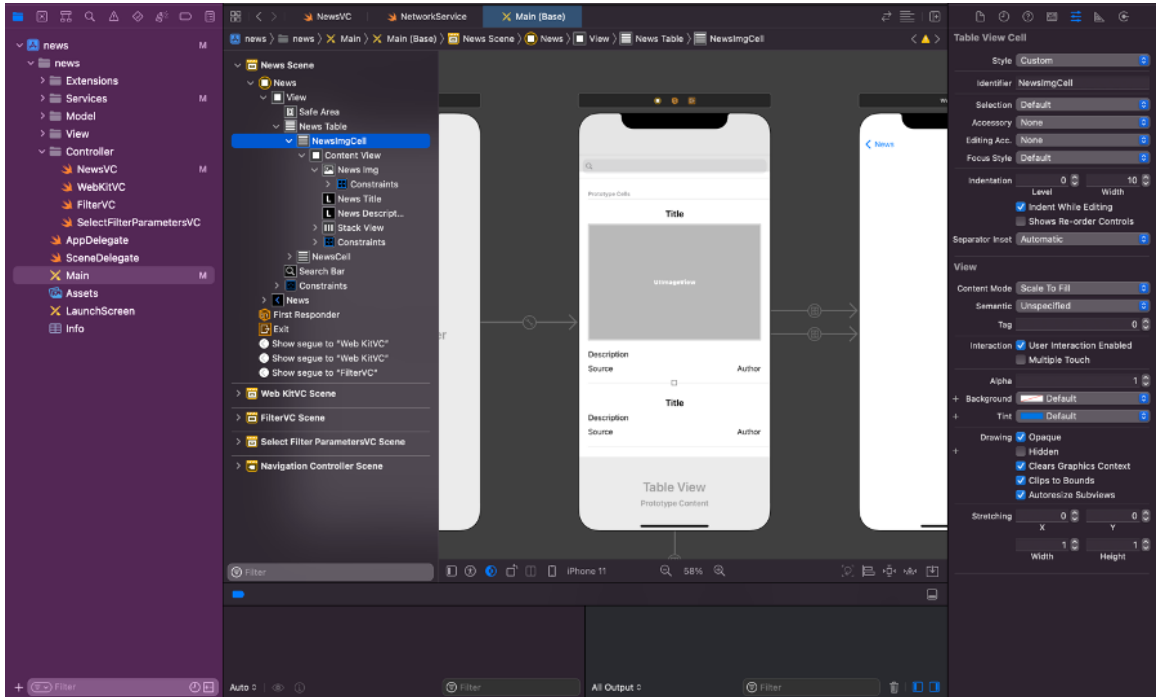 NewsVC
NetworkService
Main (Base)
news
M
news
Extensions
Services
M
Model
View
Controller
NewsVC
M
WebKitVC
FilterVC
SelectFilterParametersVC
AppDelegate
SceneDelegate
Main
M
Assets
LaunchScreen
Info
Filter
news
news
Main
Main (Base)
News Scene
News
View
News Table
NewsImgCell
News Scene
News
View
Safe Area
News Table
NewsImgCell
Content View
News Img
Constraints
L News Title
L News Descript...
Stack View
Constraints
NewsCell
Search Bar
Constraints
News
First Responder
Exit
Show segue to "Web KitVC"
Show segue to "Web KitVC"
Show segue to "FilterVC"
Web KitVC Scene
FilterVC Scene
Select Filter ParametersVC Scene
Navigation Controller Scene
Filter
Prototype Cells
Title
UIImageView
Description
Source
Author
Title
Description
Source
Author
Table View
Prototype Content
News
iPhone 11
58%
Auto
Filter
All Output
Filter
Table View Cell
Style Custom
Identifier NewsImgCell
Selection Default
Accessory None
Editing Acc. None
Focus Style Default
Indentation 0 10
Level Width
Indent While Editing
Shows Re-order Controls
Separator Inset Automatic
View
Content Mode Scale To Fill
Semantic Unspecified
Tag 0
Interaction User Interaction Enabled
Multiple Touch
Alpha 1
+ Background Default
+ Tint Default
Drawing Opaque
+ Hidden
Clears Graphics Context
Clips to Bounds
Autoresize Subviews
Stretching 0 0
X Y
1 1
Width Height